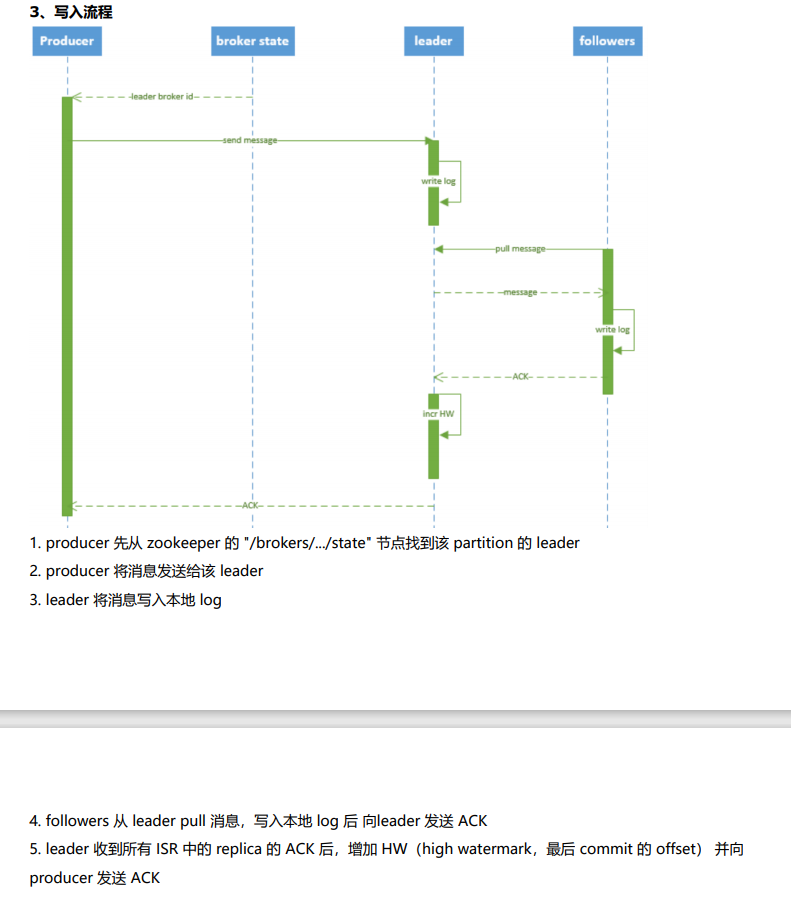 3、写入流程
Producer broker state leader followers
leader broker id
send message
write log
pull message
message
write log
ACK
incr HW
ACK
1. producer 先从 zookeeper 的 "/brokers/.../state" 节点找到该 partition 的 leader
2. producer 将消息发送给该 leader
3. leader 将消息写入本地 log
4. followers 从 leader pull 消息，写入本地 log 后 向leader 发送 ACK
5. leader 收到所有 ISR 中的 replica 的 ACK 后，增加 HW（high watermark，最后 commit 的 offset） 并向
producer 发送 ACK